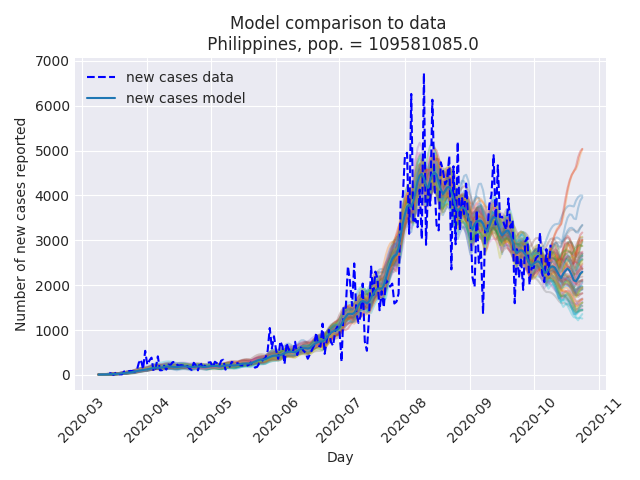 Model comparison to data
Philippines, pop. = 109581085.0
7000
6000
5000
4000
3000
2000
1000
0
Number of new cases reported
new cases data
new cases model
2020-03
2020-04
2020-05
2020-06
2020-07
2020-08
2020-09
2020-10
2020-11
Day